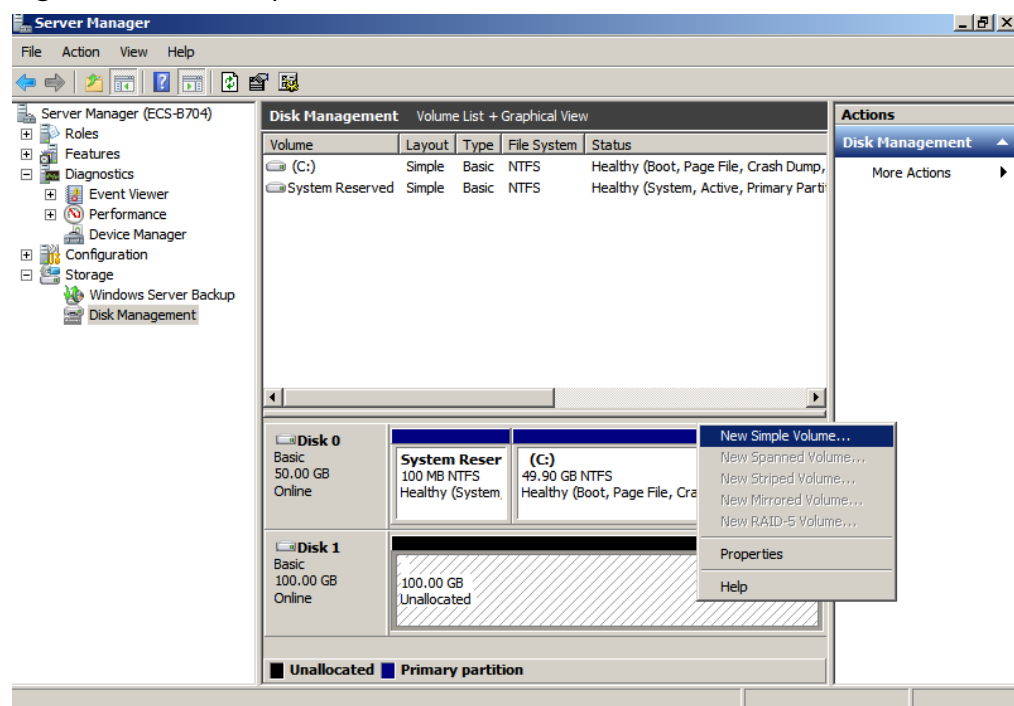 Server Manager
File Action View Help
Server Manager (ECS-B704)
Roles
Features
Diagnostics
Event Viewer
Performance
Device Manager
Configuration
Storage
Windows Server Backup
Disk Management
Disk Management Volume List + Graphical View
Volume Layout Type File System Status
(C:) Simple Basic NTFS Healthy (Boot, Page File, Crash Dump,
System Reserved Simple Basic NTFS Healthy (System, Active, Primary Parti
Disk 0
Basic
50.00 GB
Online
System Reser
100 MB NTFS
Healthy (System,
(C:)
49.90 GB NTFS
Healthy (Boot, Page File, Cra
Disk 1
Basic
100.00 GB
Online
100.00 GB
Unallocated
New Simple Volume...
New Spanned Volume...
New Striped Volume...
New Mirrored Volume...
New RAID-5 Volume...
Properties
Help
Unallocated Primary partition
Actions
Disk Management
More Actions